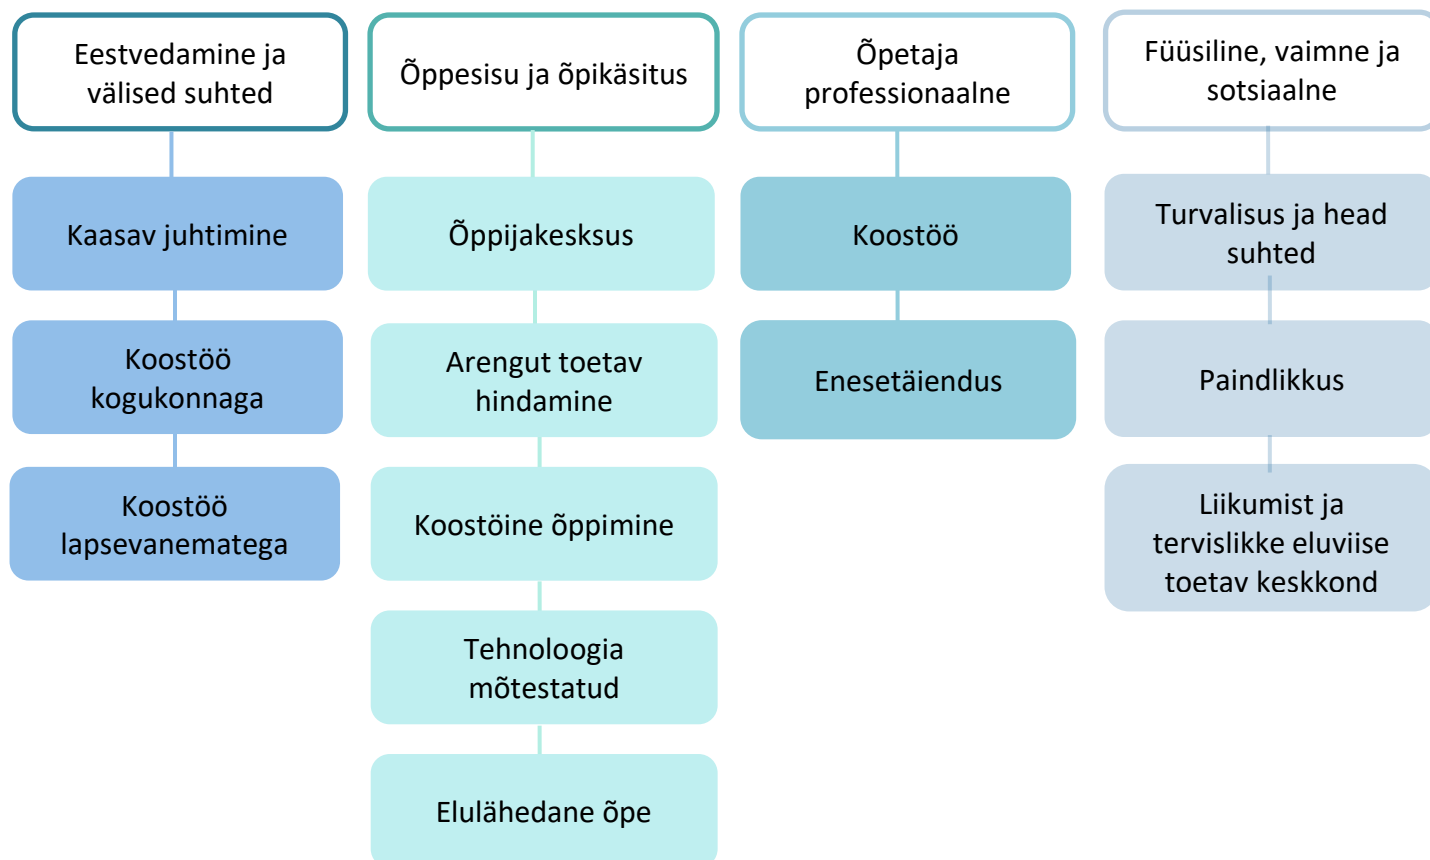 Eestvedamine ja
välised suhted
Kaasav juhtimine
Koostöö
kogukonnaga
Koostöö
lapsevanematega
Õppesisu ja õpikäsitus
Õppijakesksus
Arengut toetav
hindamine
Koostöine õppimine
Tehnoloogia
mõtestatud
Elulähedane õpe
Õpetaja
professionaalne
Koostöö
Enesetäiendus
Füüsiline, vaimne ja
sotsiaalne
Turvalisus ja head
suhted
Paindlikkus
Liikumist ja
tervislikke eluviise
toetav keskkond